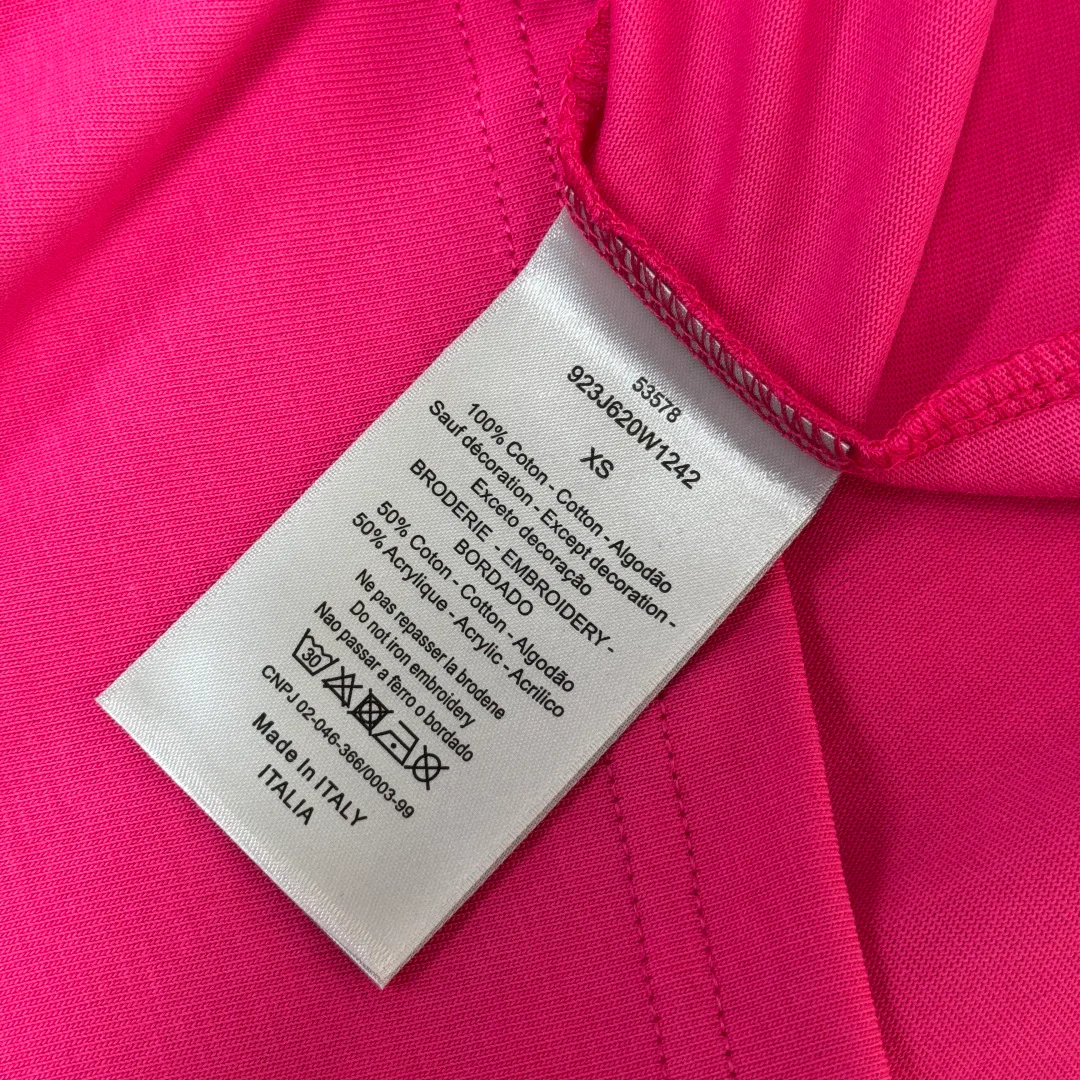 53578
923J620W1242
XS
100% Coton - Cotton - Algodão
Sauf décoration - Except decoration -
Exceto decoração
BRODERIE - EMBROIDERY -
BORDADO
50% Coton - Cotton - Algodão
50% Acrylique - Acrylic - Acrilico
Ne pas repasser la brodene
Do not iron embroidery
Nao passar a ferro o bordado
30
CNPJ 02-046-366/0003-99
Made In ITALY
ITALIA